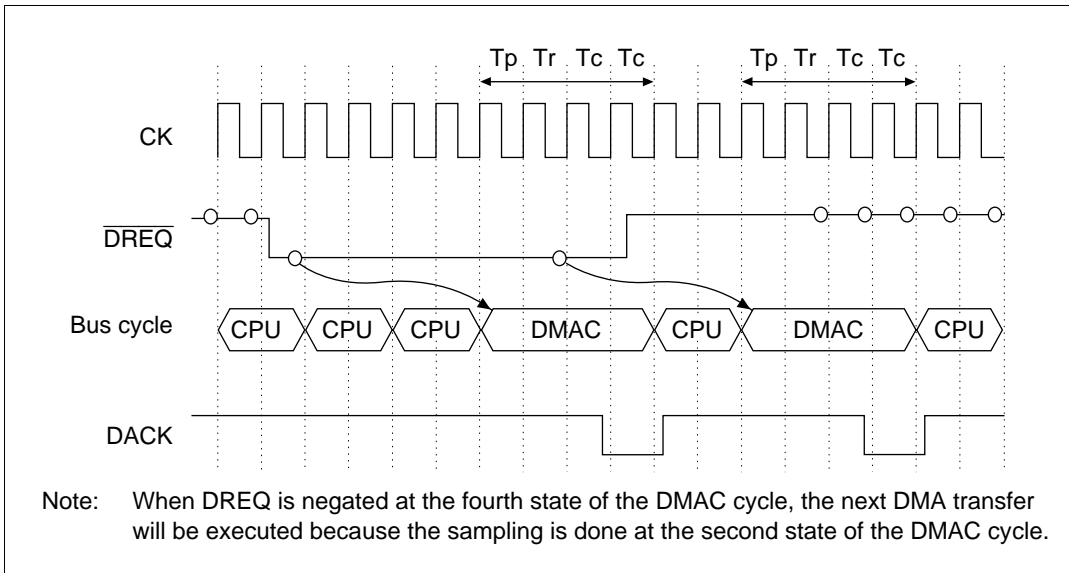 Tp Tr Tc Tc Tp Tr Tc Tc
CK
DREQ
Bus cycle CPU CPU CPU DMAC CPU DMAC CPU
DACK
Note: When DREQ is negated at the fourth state of the DMAC cycle, the next DMA transfer
will be executed because the sampling is done at the second state of the DMAC cycle.